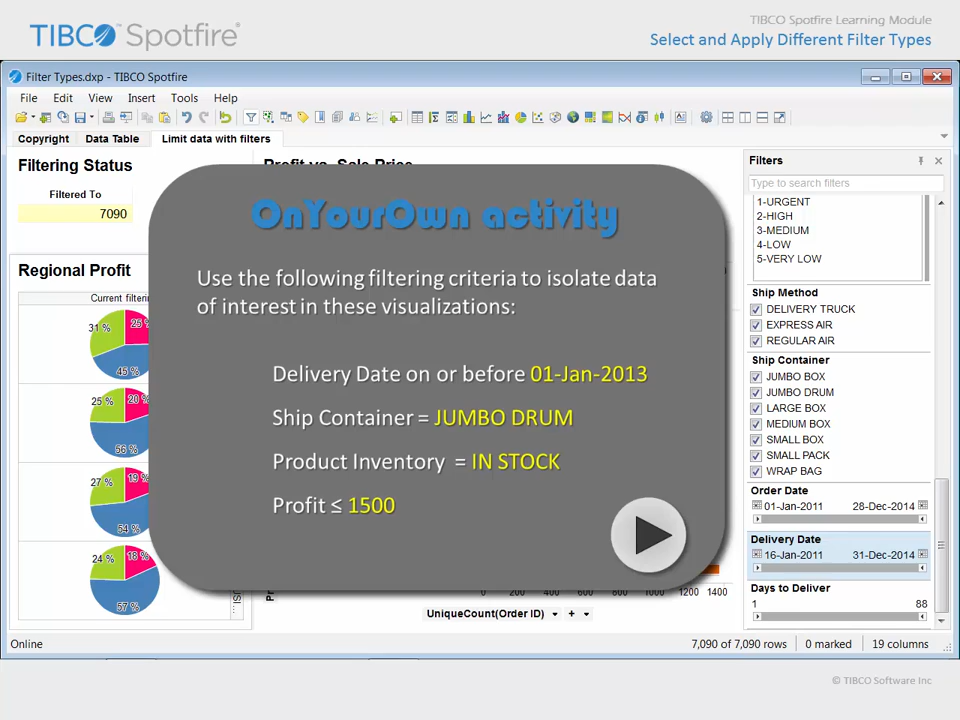 TIBCO Spotfire®
TIBCO Spotfire Learning Module
Select and Apply Different Filter Types
Filter Types.dxp - TIBCO Spotfire
File Edit View Insert Tools Help
Copyright Data Table Limit data with filters
Filtering Status
Filtered To
7090
Regional Profit
Current filterin
31 % 25 %
45 %
25 % 20 %
56 %
27 % 19 %
54 %
24 % 18 %
57 %
Profit vs. Sale Price
OnYourOwn activity
Use the following filtering criteria to isolate data
of interest in these visualizations:
Delivery Date on or before 01-Jan-2013
Ship Container = JUMBO DRUM
Product Inventory = IN STOCK
Profit ≤ 1500
0 200 400 600 800 1000 1200 1400
UniqueCount(Order ID) +
Filters
Type to search filters
1-URGENT
2-HIGH
3-MEDIUM
4-LOW
5-VERY LOW
Ship Method
DELIVERY TRUCK
EXPRESS AIR
REGULAR AIR
Ship Container
JUMBO BOX
JUMBO DRUM
LARGE BOX
MEDIUM BOX
SMALL BOX
SMALL PACK
WRAP BAG
Order Date
01-Jan-2011 28-Dec-2014
Delivery Date
16-Jan-2011 31-Dec-2014
Days to Deliver
1 88
Online
7,090 of 7,090 rows 0 marked 19 columns
© TIBCO Software Inc